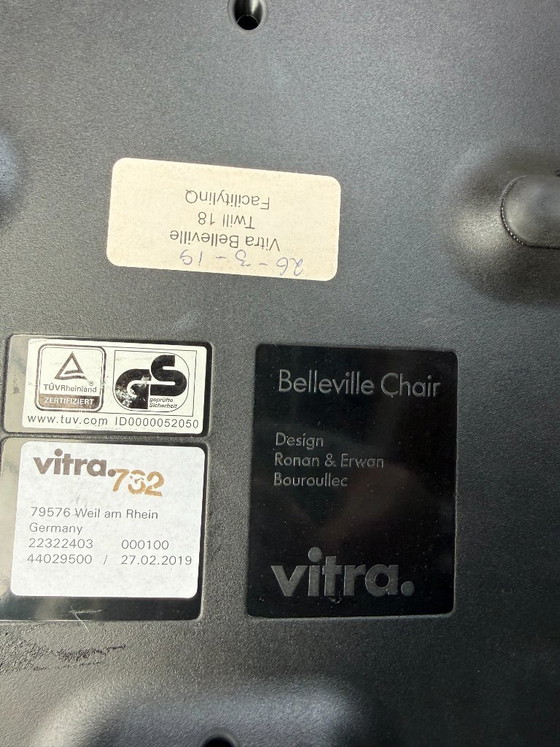 26-3-19
Vitra Belleville
Twill 18
FacilitylinQ
TÜVRheinland
ZERTIFIZIERT
geprüfte
Sicherheit
www.tuv.com ID0000052050
vitra.732
79576 Weil am Rhein
Germany
22322403 000100
44029500 / 27.02.2019
Belleville Chair
Design
Ronan & Erwan
Bouroullec
vitra.